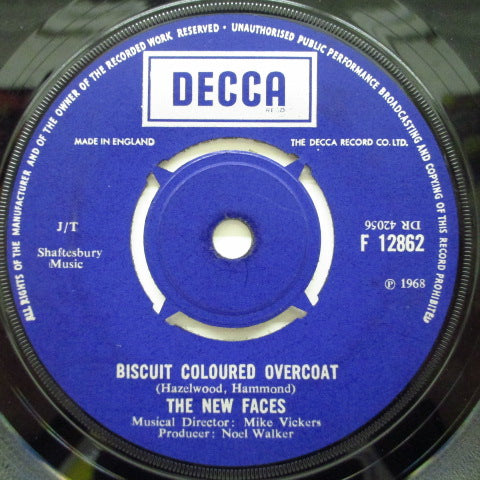 ALL RIGHTS OF THE MANUFACTURER AND OF THE OWNER OF THE RECORDED WORK RESERVED • UNAUTHORISED PUBLIC PERFORMANCE BROADCASTING AND COPYING OF THIS RECORD PROHIBITED
DECCA
MADE IN ENGLAND
THE DECCA RECORD CO. LTD.
J/T
DR 42056
Shaftesbury
F 12862
Music
℗ 1968
BISCUIT COLOURED OVERCOAT
(Hazelwood, Hammond)
THE NEW FACES
Musical Director: Mike Vickers
Producer: Noel Walker